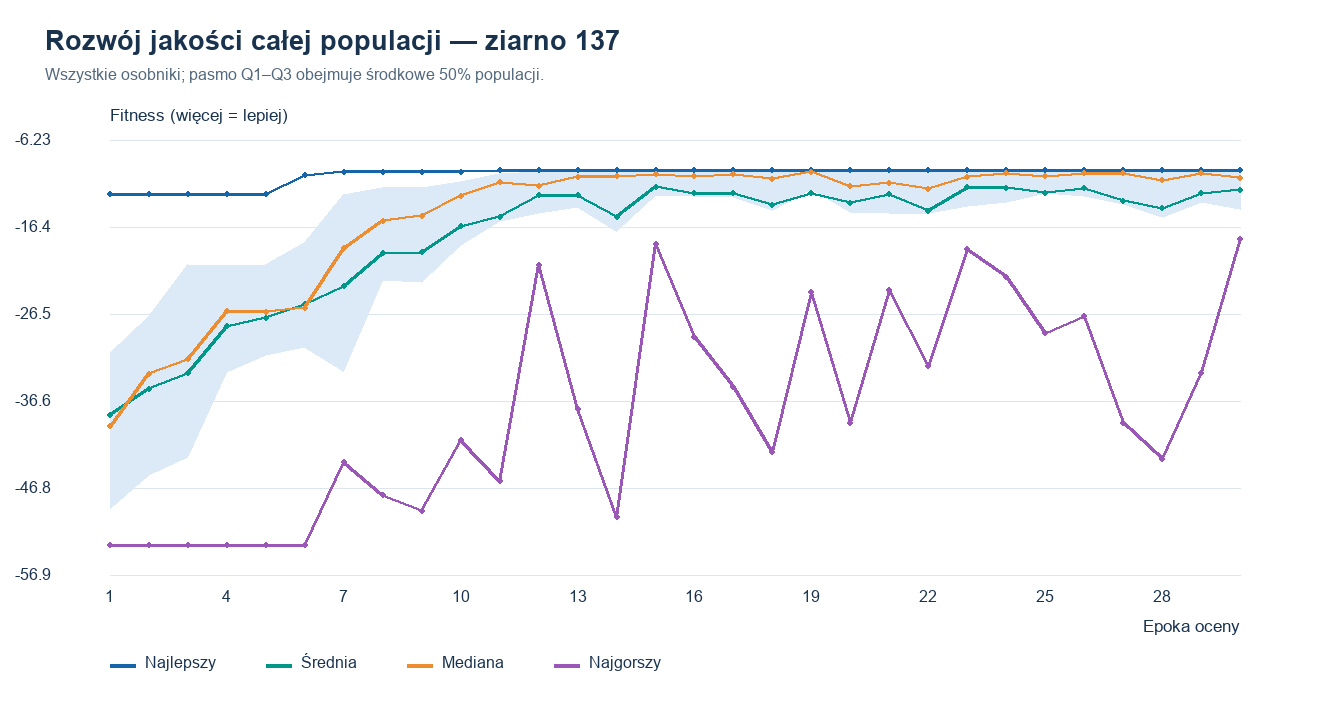 Rozwój jakości całej populacji — ziarno 137
Wszystkie osobniki; pasmo Q1–Q3 obejmuje środkowe 50% populacji.
Fitness (więcej = lepiej)
-6.23
-16.4
-26.5
-36.6
-46.8
-56.9
1 4 7 10 13 16 19 22 25 28
Epoka oceny
Najlepszy Średnia Mediana Najgorszy